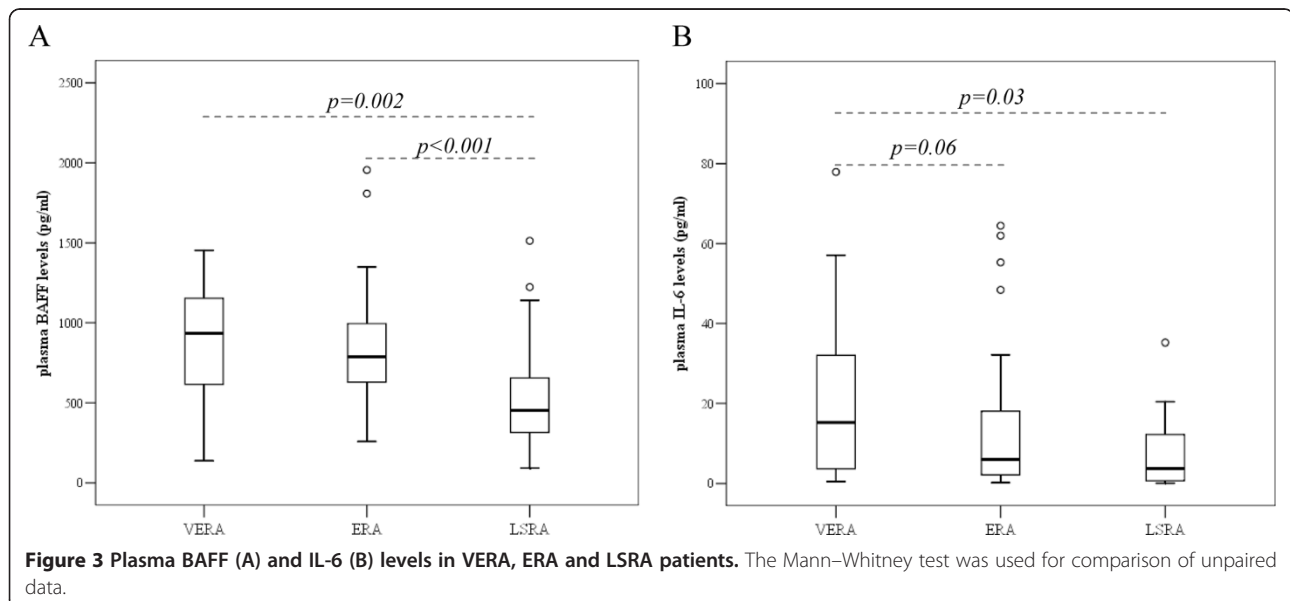 A
2500
2000
1500
1000
500
0
plasma BAFF levels (pg/ml)
p=0.002
p<0.001
VERA
ERA
LSRA
B
100
80
60
40
20
0
plasma IL-6 levels (pg/ml)
p=0.03
p=0.06
VERA
ERA
LSRA
Figure 3 Plasma BAFF (A) and IL-6 (B) levels in VERA, ERA and LSRA patients. The Mann–Whitney test was used for comparison of unpaired
data.